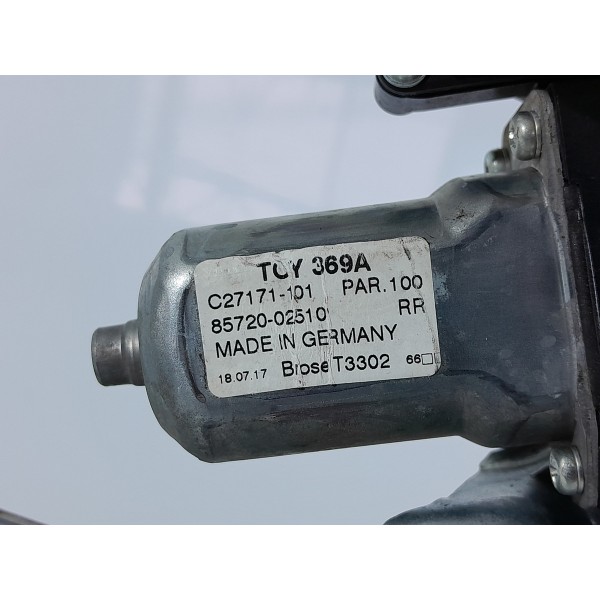 TOY 369A
C27171-101 PAR.100
85720-02510 RR
MADE IN GERMANY
18.07.17 Brose T3302 66□